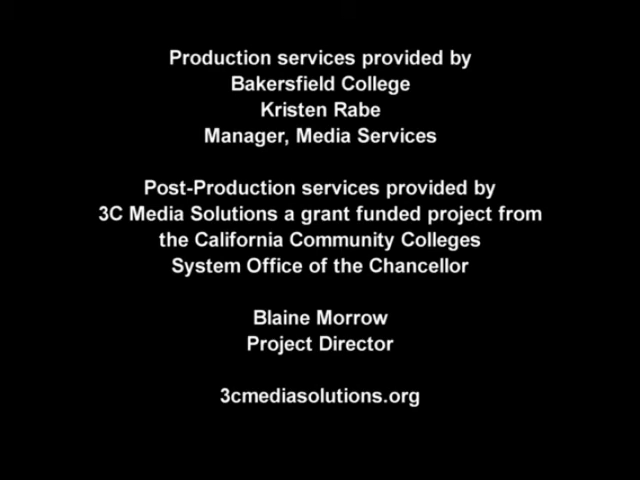 Production services provided by
Bakersfield College
Kristen Rabe
Manager, Media Services
Post-Production services provided by
3C Media Solutions a grant funded project from
the California Community Colleges
System Office of the Chancellor
Blaine Morrow
Project Director
3cmediasolutions.org